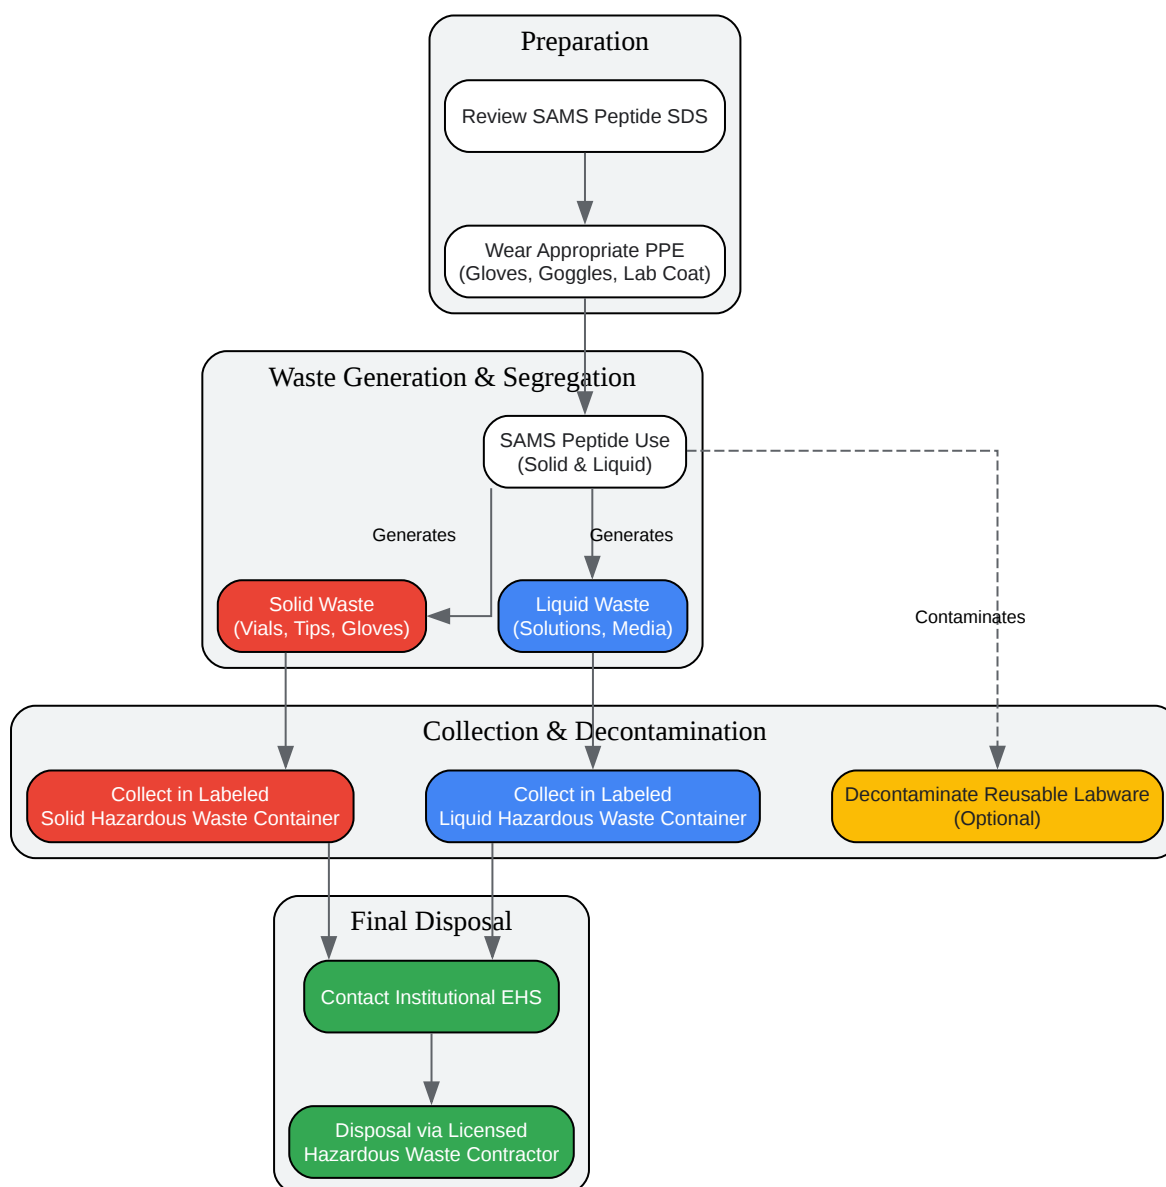 Preparation
Review SAMS Peptide SDS
Wear Appropriate PPE
(Gloves, Goggles, Lab Coat)
Waste Generation & Segregation
SAMS Peptide Use
(Solid & Liquid)
Generates
Generates
Solid Waste
(Vials, Tips, Gloves)
Liquid Waste
(Solutions, Media)
Contaminates
Collection & Decontamination
Collect in Labeled
Solid Hazardous Waste Container
Collect in Labeled
Liquid Hazardous Waste Container
Decontaminate Reusable Labware
(Optional)
Final Disposal
Contact Institutional EHS
Disposal via Licensed
Hazardous Waste Contractor